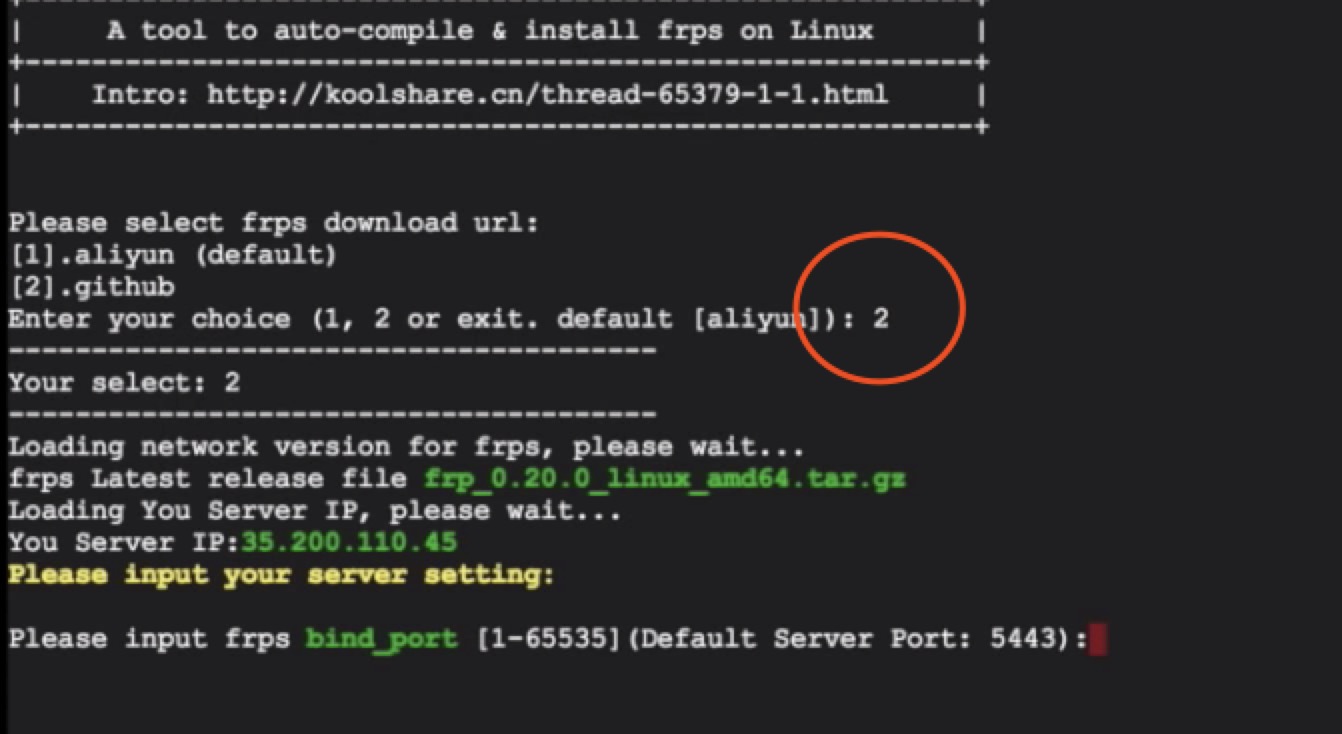 +----------------------------------------------------------+
|     A tool to auto-compile & install frps on Linux       |
+----------------------------------------------------------+
|    Intro: http://koolshare.cn/thread-65379-1-1.html      |
+----------------------------------------------------------+
Please select frps download url:
[1].aliyun (default)
[2].github
Enter your choice (1, 2 or exit. default [aliyun]): 2
---------------------------------------
Your select: 2
---------------------------------------
Loading network version for frps, please wait...
frps Latest release file frp_0.20.0_linux_amd64.tar.gz
Loading You Server IP, please wait...
You Server IP:35.200.110.45
Please input your server setting:
Please input frps bind_port [1-65535](Default Server Port: 5443):